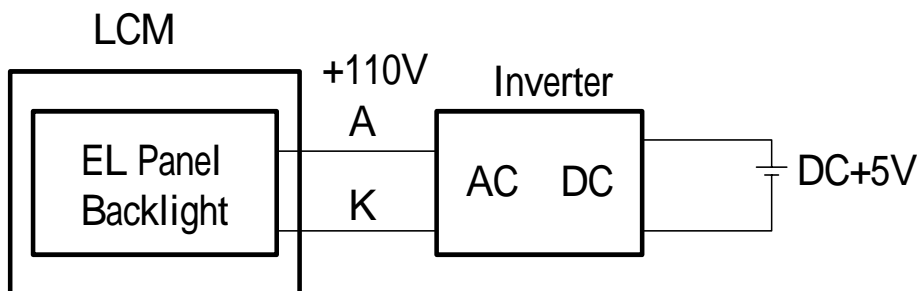 LCM
+110V
Inverter
A
EL Panel
Backlight
K
AC DC
DC+5V